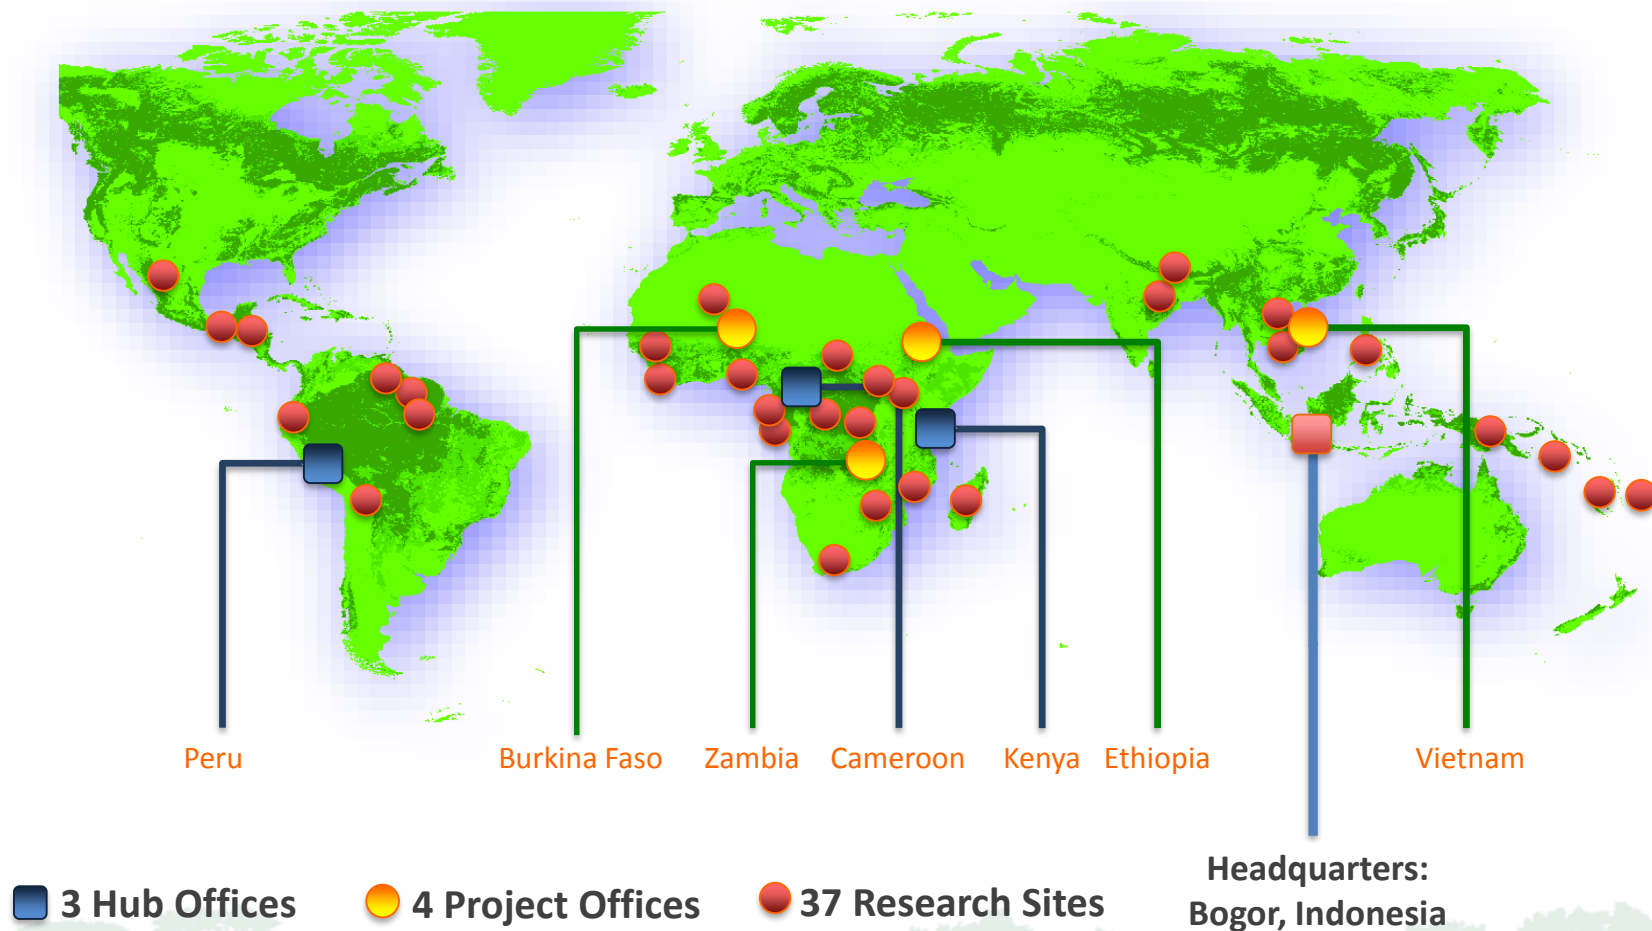 Peru
Burkina Faso
Zambia
Cameroon
Kenya
Ethiopia
Vietnam
Headquarters:
Bogor, Indonesia
3 Hub Offices
4 Project Offices
37 Research Sites